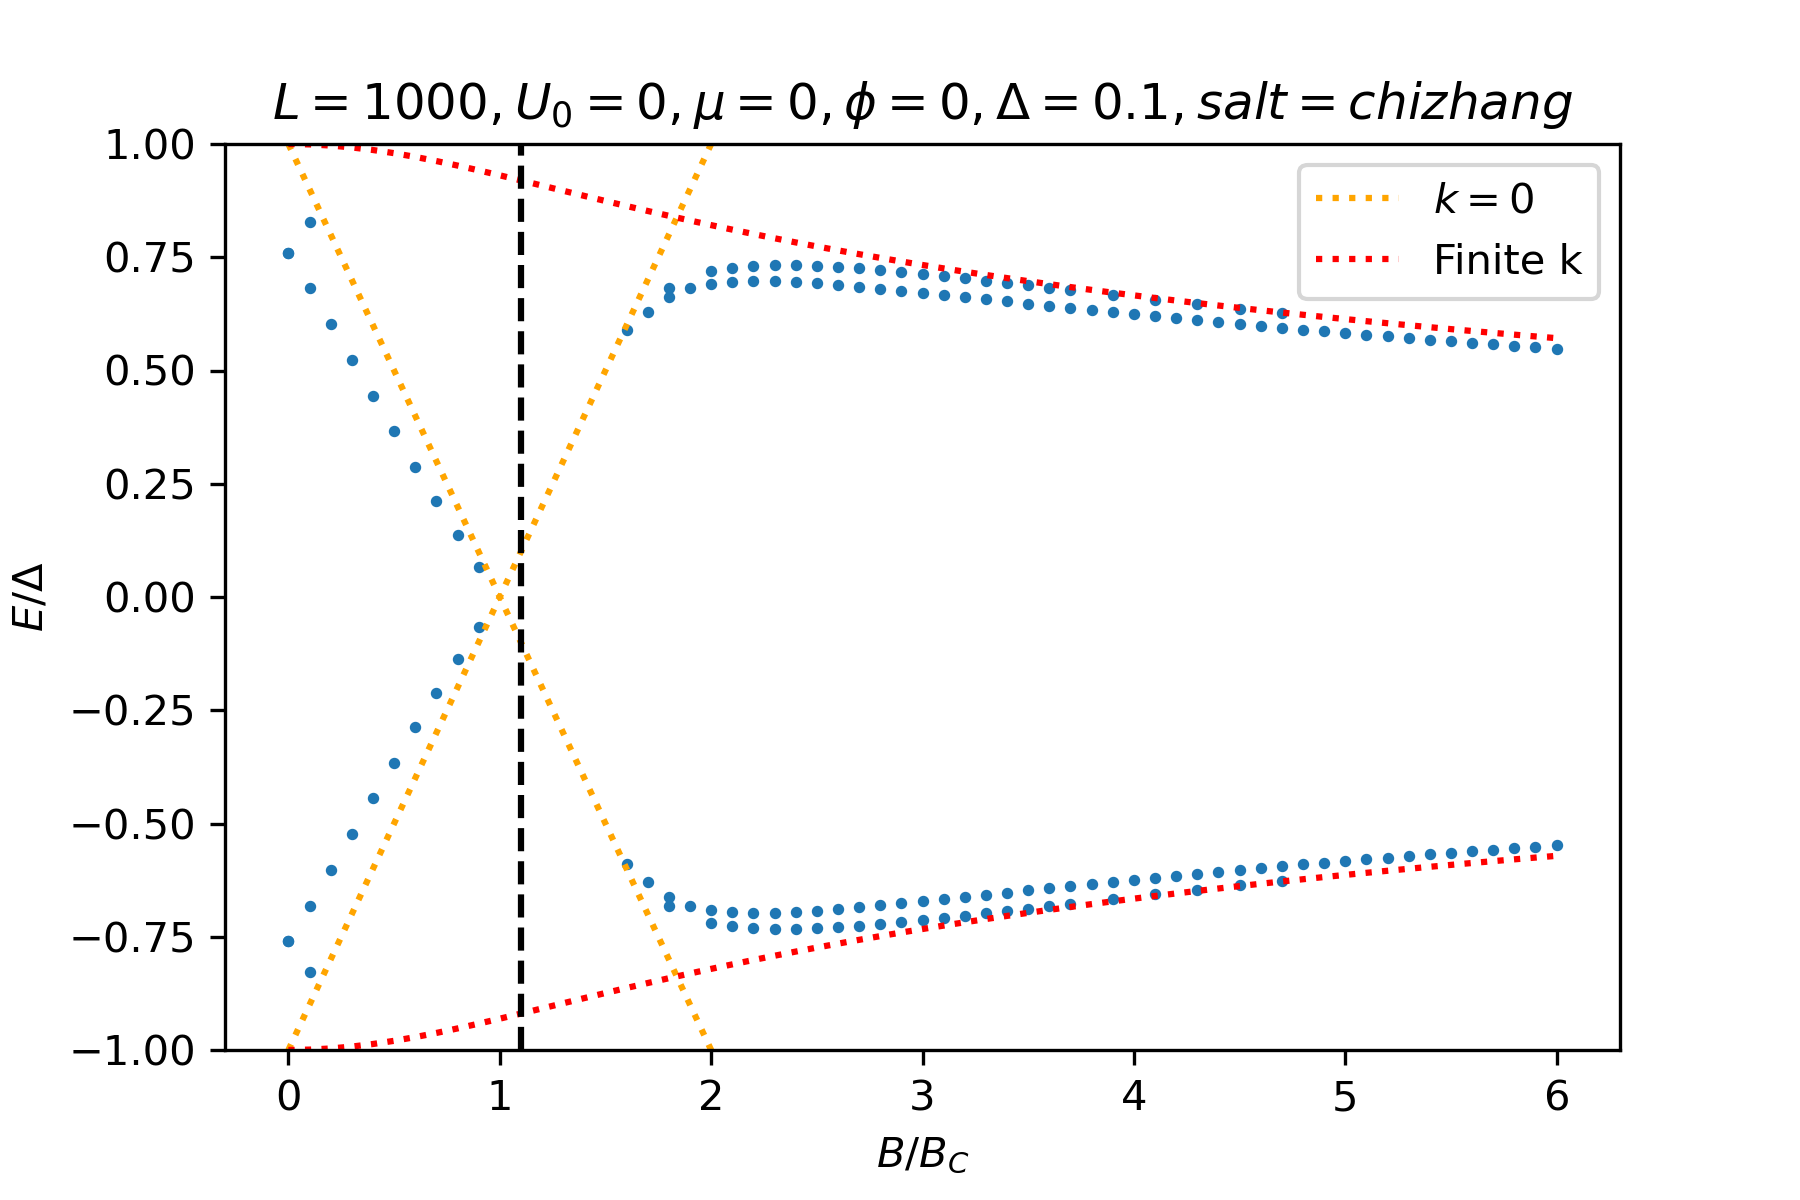 L = 1000, U₀ = 0, μ = 0, ϕ = 0, Δ = 0.1, salt = chizhang
1.00
0.75
0.50
0.25
0.00
−0.25
−0.50
−0.75
−1.00
E/Δ
k = 0
Finite k
0 1 2 3 4 5 6
B/B_C